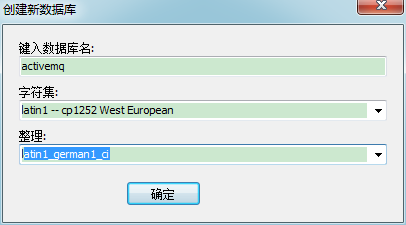 创建新数据库
键入数据库名:
activemq
字符集:
latin1 -- cp1252 West European
整理:
latin1_german1_ci
确定